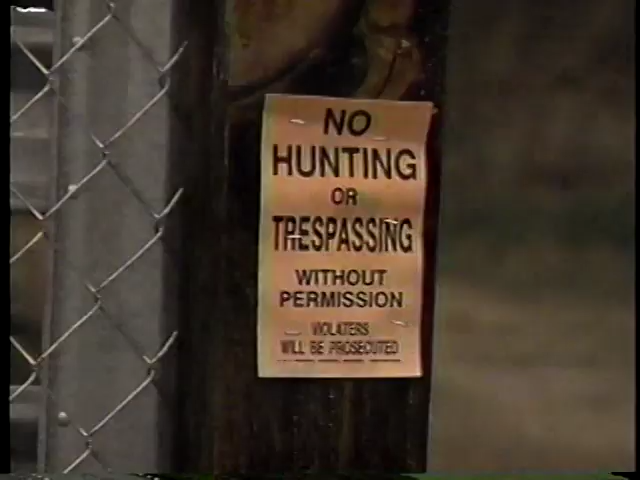 NO
HUNTING
OR
TRESPASSING
WITHOUT
PERMISSION
VIOLATERS
WILL BE PROSECUTED